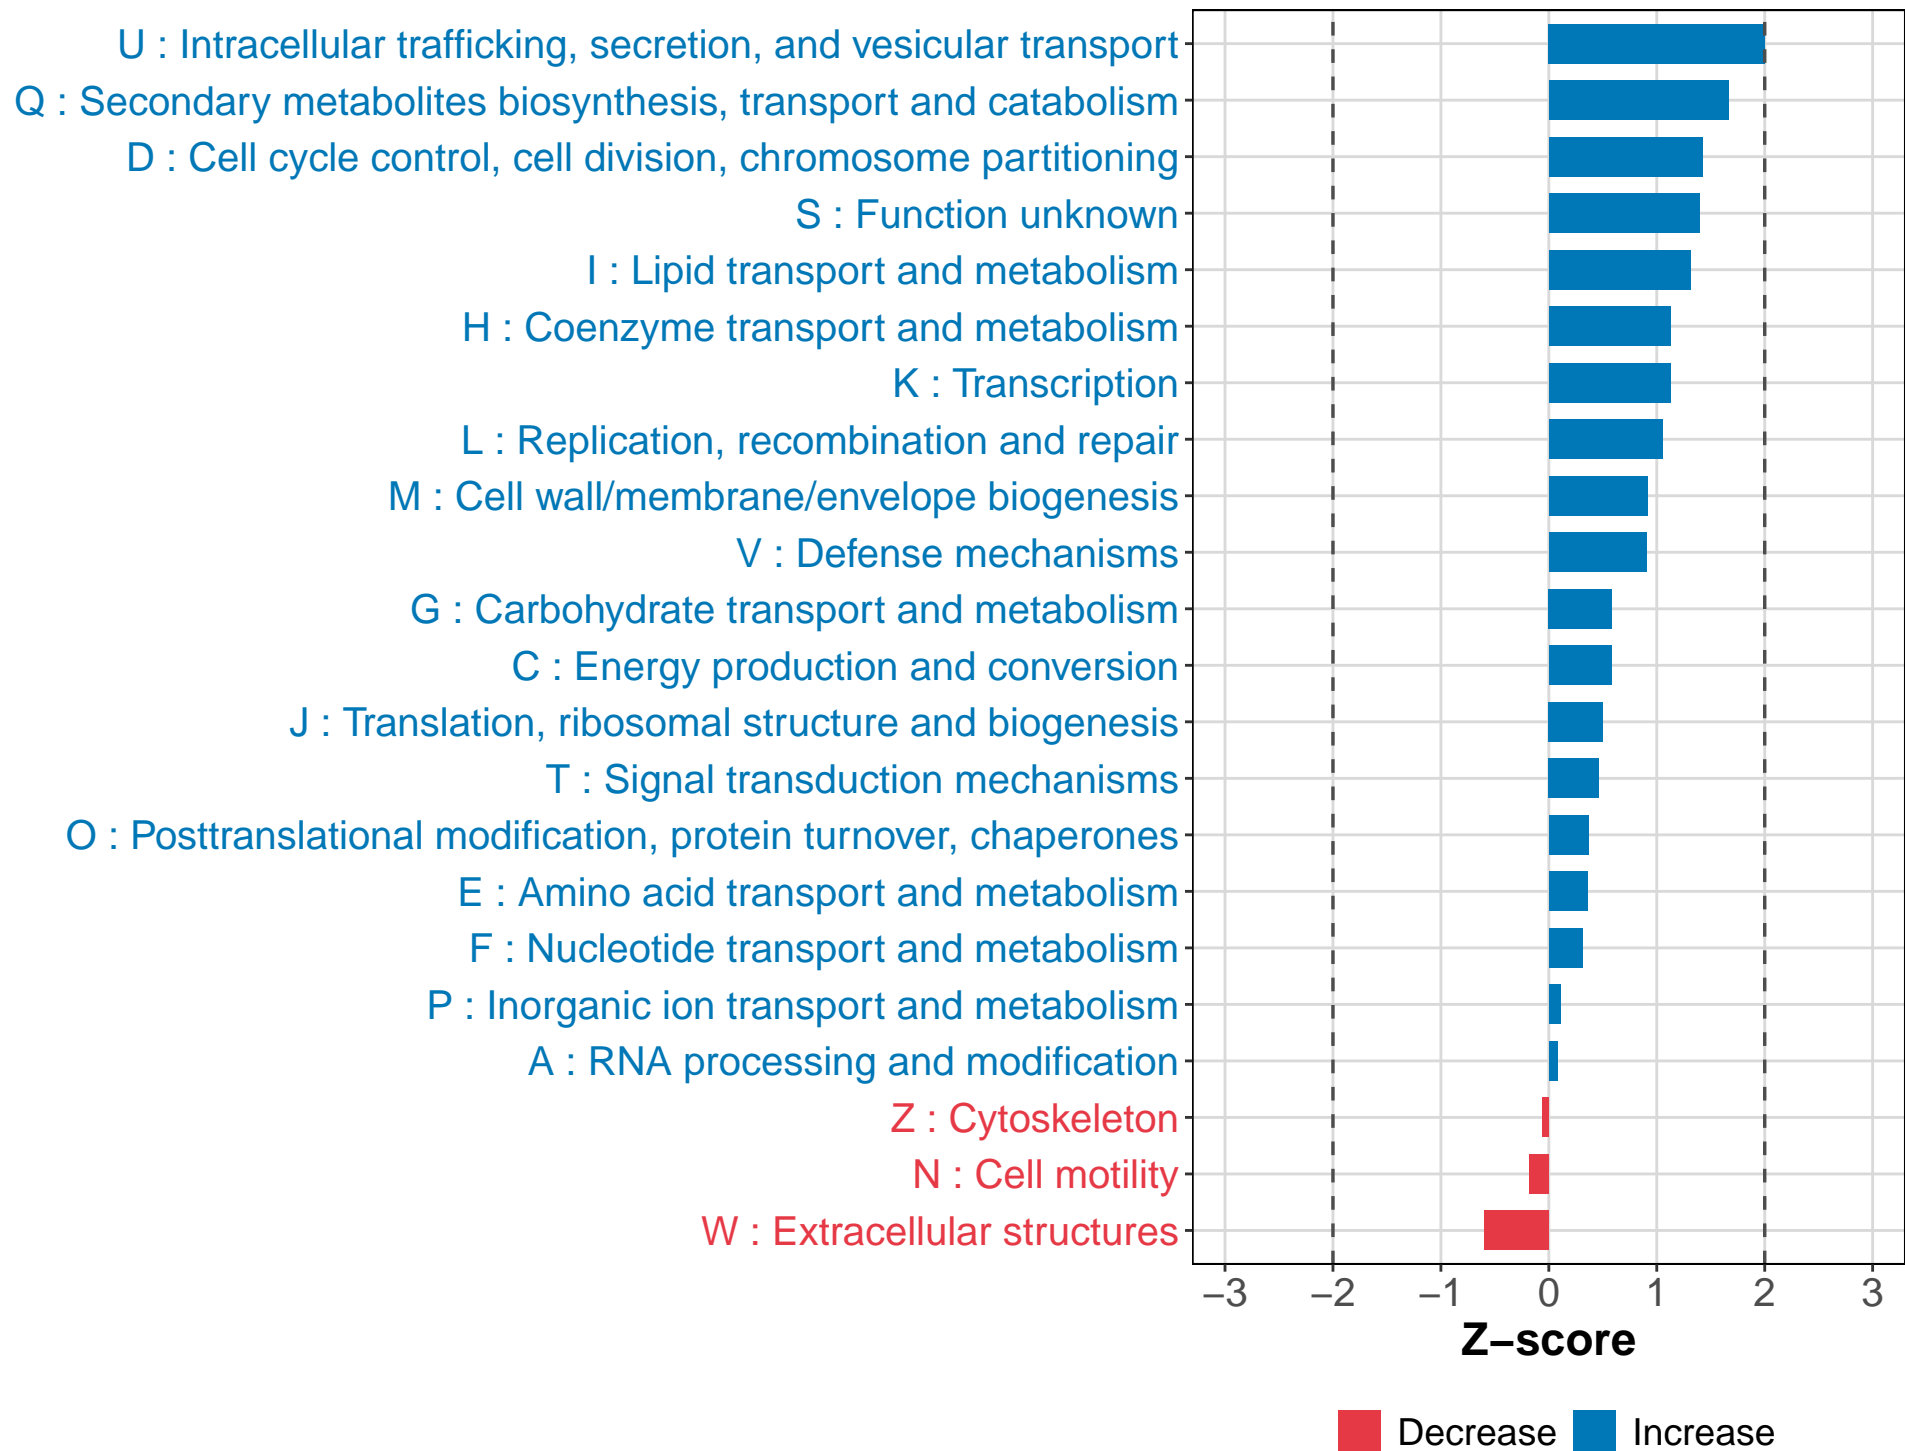 U : Intracellular trafficking, secretion, and vesicular transport
Q : Secondary metabolites biosynthesis, transport and catabolism
D : Cell cycle control, cell division, chromosome partitioning
S : Function unknown
I : Lipid transport and metabolism
H : Coenzyme transport and metabolism
K : Transcription
L : Replication, recombination and repair
M : Cell wall/membrane/envelope biogenesis
V : Defense mechanisms
G : Carbohydrate transport and metabolism
C : Energy production and conversion
J : Translation, ribosomal structure and biogenesis
T : Signal transduction mechanisms
O : Posttranslational modification, protein turnover, chaperones
E : Amino acid transport and metabolism
F : Nucleotide transport and metabolism
P : Inorganic ion transport and metabolism
A : RNA processing and modification
Z : Cytoskeleton
N : Cell motility
W : Extracellular structures
−3 −2 −1 0 1 2 3
Z−score
Decrease Increase